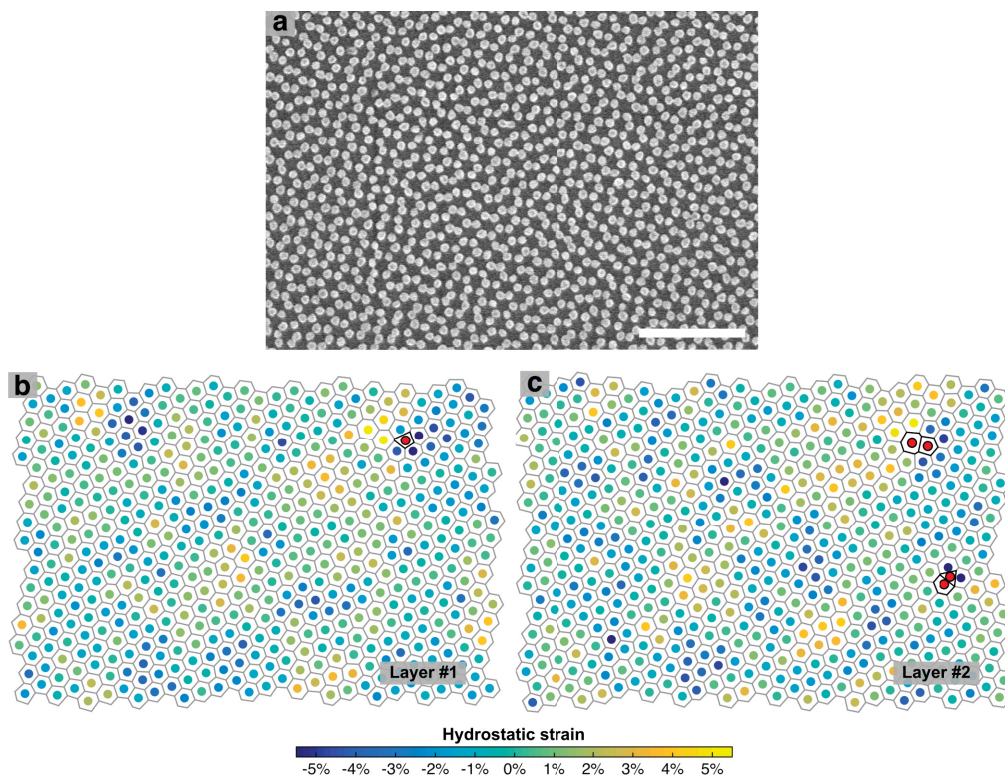 a
b
c
Layer #1
Layer #2
Hydrostatic strain
-5% -4% -3% -2% -1% 0% 1% 2% 3% 4% 5%